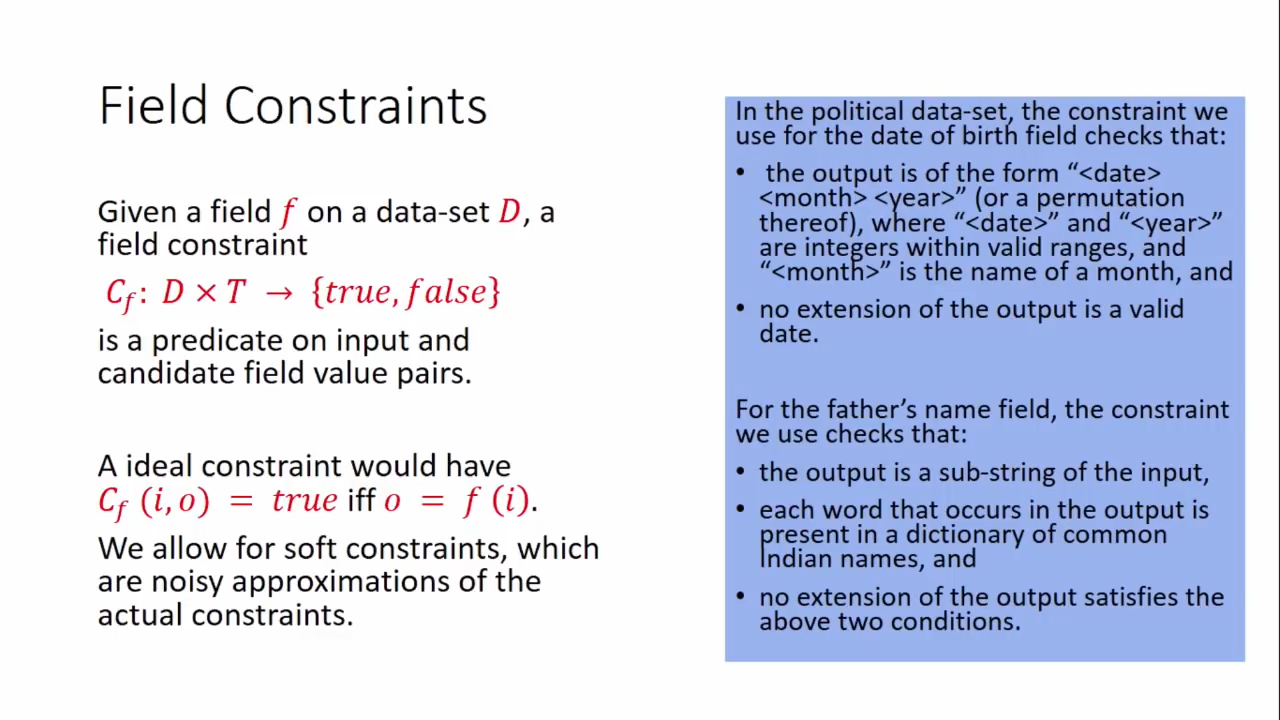 Field Constraints
Given a field f on a data-set D, a
field constraint
C_f: D × T → {true, false}
is a predicate on input and
candidate field value pairs.
A ideal constraint would have
C_f (i, o) = true iff o = f (i).
We allow for soft constraints, which
are noisy approximations of the
actual constraints.
In the political data-set, the constraint we
use for the date of birth field checks that:
• the output is of the form “<date>
<month> <year>” (or a permutation
thereof), where “<date>” and “<year>”
are integers within valid ranges, and
“<month>” is the name of a month, and
• no extension of the output is a valid
date.
For the father’s name field, the constraint
we use checks that:
• the output is a sub-string of the input,
• each word that occurs in the output is
present in a dictionary of common
Indian names, and
• no extension of the output satisfies the
above two conditions.